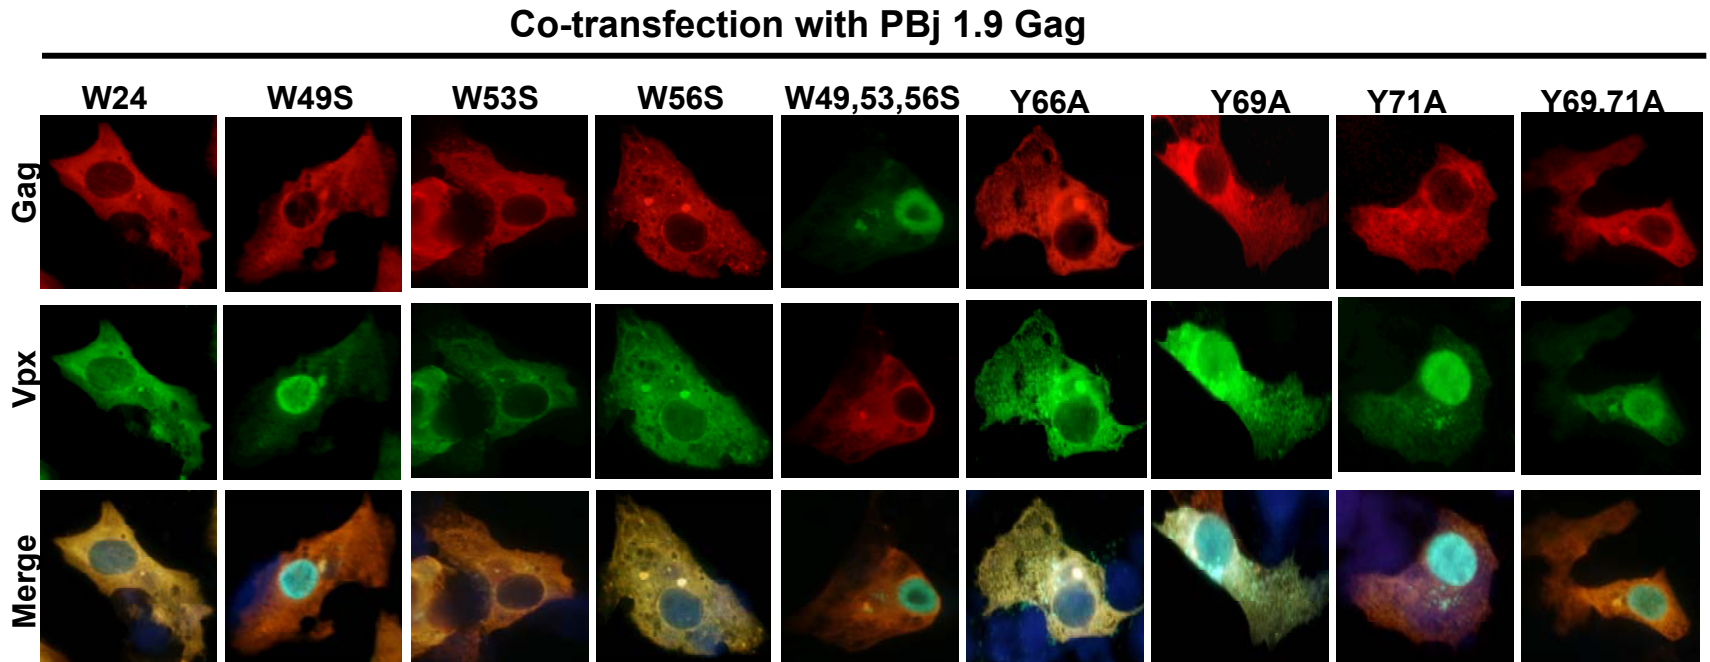 Co-transfection with PBj 1.9 Gag
W24 W49S W53S W56S W49,53,56S Y66A Y69A Y71A Y69,71A
Gag
Vpx
Merge